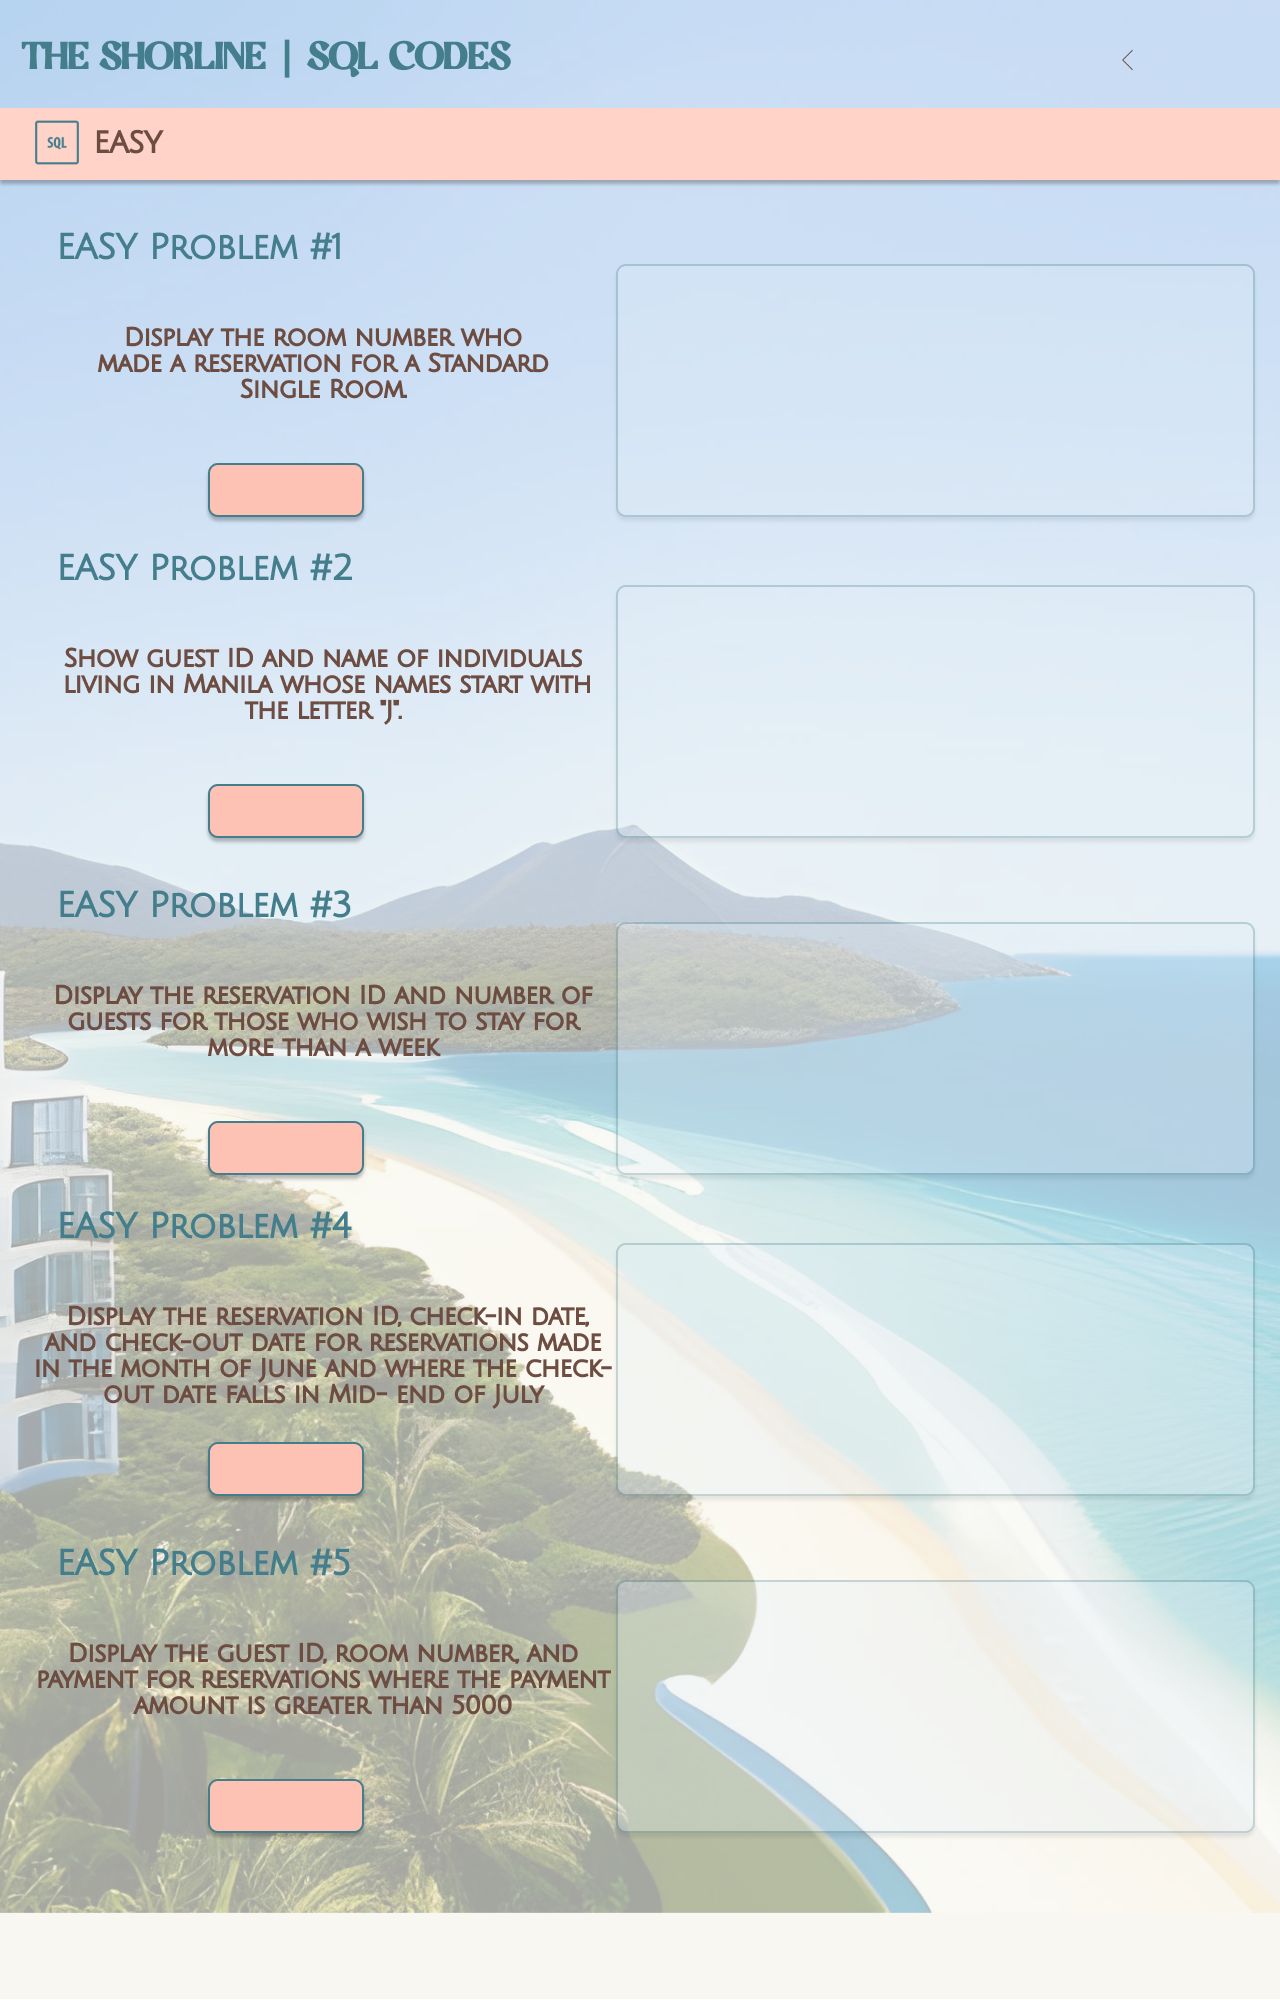 THE SHORLINE | SQL CODES
SQL EASY
EASY Problem #1
Display the room number who
made a reservation for a Standard
Single Room.
EASY Problem #2
Show guest ID and name of individuals
living in Manila whose names start with
the letter "J".
EASY Problem #3
Display the reservation ID and number of
guests for those who wish to stay for
more than a week
EASY Problem #4
Display the reservation ID, check-in date,
and check-out date for reservations made
in the month of June and where the check-
out date falls in Mid- end of July
EASY Problem #5
Display the guest ID, room number, and
payment for reservations where the payment
amount is greater than 5000